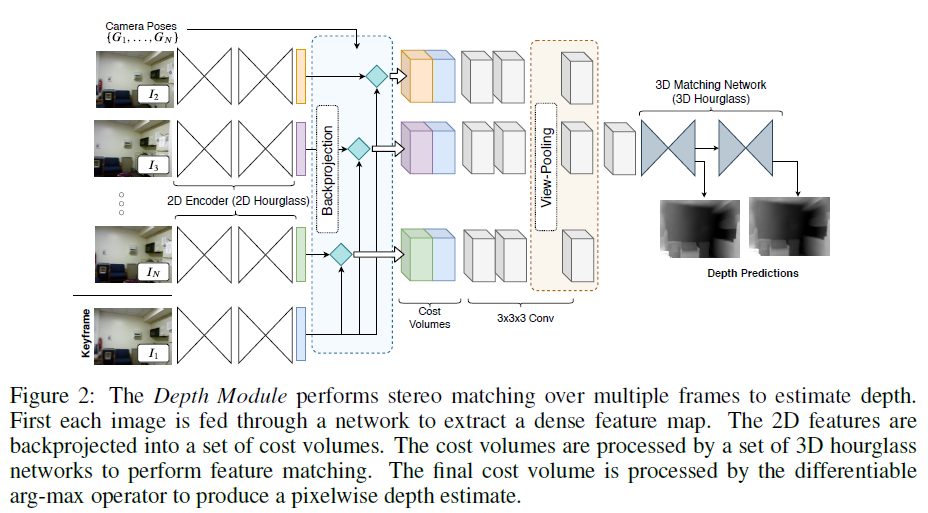 Camera Poses
{G₁,...,G_N}
I₂
I₃
2D Encoder (2D Hourglass)
I_N
Keyframe
I₁
Backprojection
Cost
Volumes
3x3x3 Conv
View-Pooling
3D Matching Network
(3D Hourglass)
Depth Predictions
Figure 2: The Depth Module performs stereo matching over multiple frames to estimate depth.
First each image is fed through a network to extract a dense feature map. The 2D features are
backprojected into a set of cost volumes. The cost volumes are processed by a set of 3D hourglass
networks to perform feature matching. The final cost volume is processed by the differentiable
arg-max operator to produce a pixelwise depth estimate.